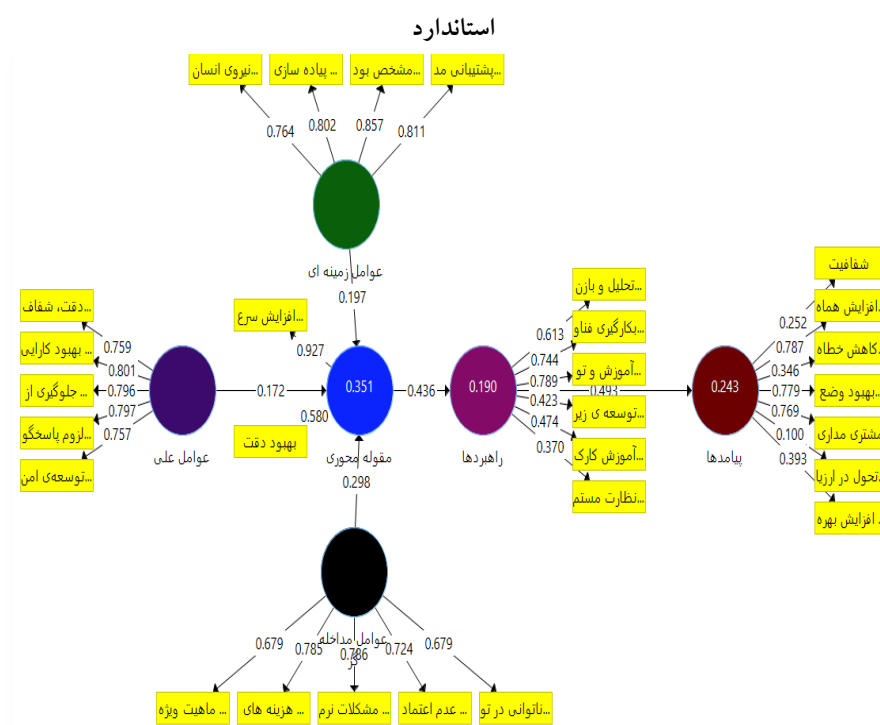 استاندارد
نیروی انسان...
پیاده سازی ...
مشخص بود...
پشتیبانی مد...
0.764
0.802
0.857
0.811
عوامل زمینه ای
0.197
دقت، شفاف...
بهبود کارایی ...
جلوگیری از ...
لزوم پاسخگو...
توسعه‌ی امن...
0.759
0.801
0.796
0.797
0.757
عوامل علی
0.172
افزایش سرع...
0.927
0.580
بهبود دقت
0.351
مقوله محوری
0.436
0.298
0.190
راهبردها
0.613
0.744
0.789
0.423
0.474
0.370
تحلیل و بازن...
بکارگیری فناو...
آموزش و تو...
توسعه ی زیر...
آموزش کارک...
نظارت مستم...
0.493
0.243
پیامدها
0.252
0.787
0.346
0.779
0.769
0.100
0.393
شفافیت
افزایش هماه...
کاهش خطاه...
بهبود وضع...
مشتری مداری
تحول در ارزیا...
افزایش بهره ...
عوامل مداخله
گر
0.679
0.785
0.786
0.724
0.679
ماهیت ویژه ...
هزینه های ...
مشکلات نرم ...
عدم اعتماد ...
ناتوانی در تو...